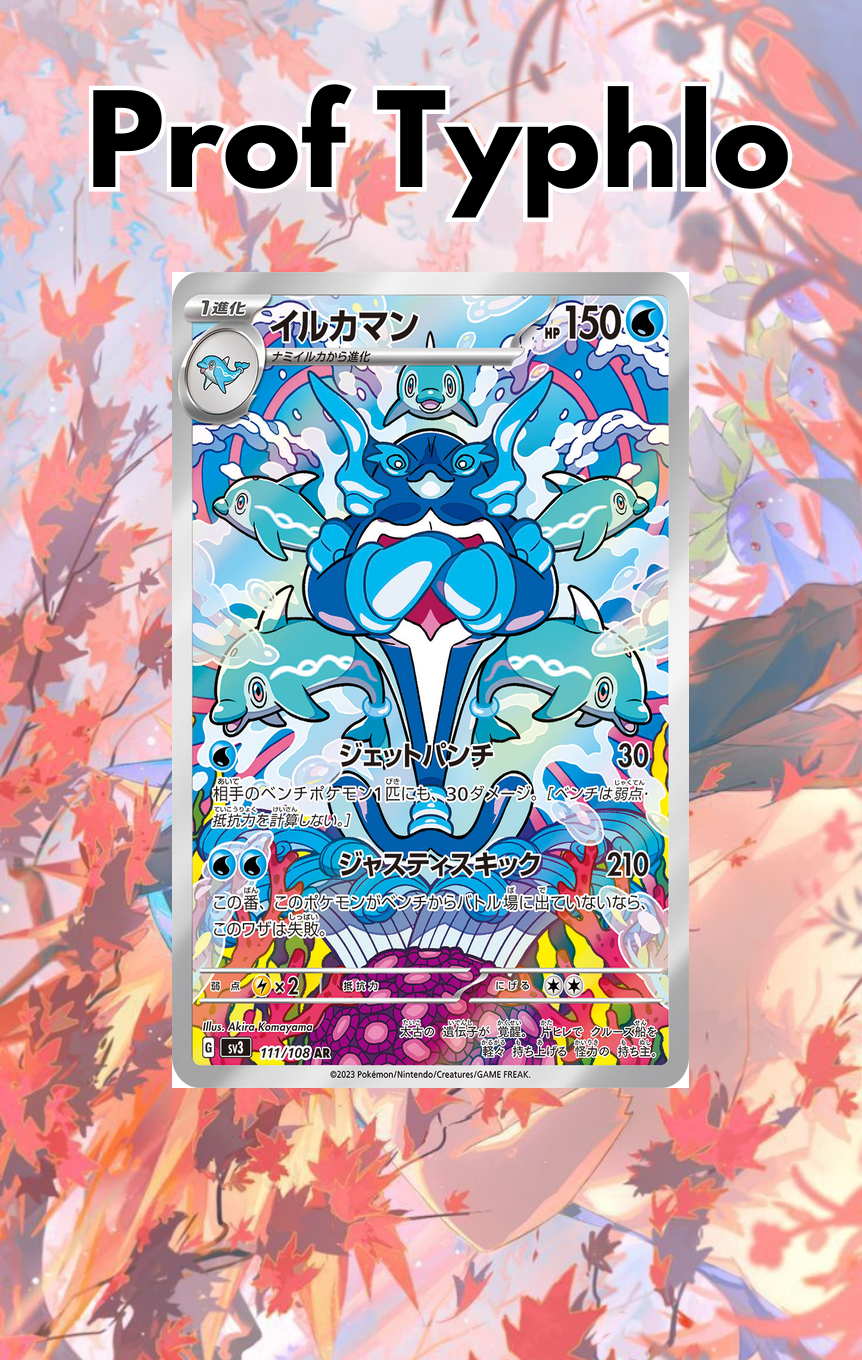 Prof Typhlo
1進化
イルカマン
HP150
ナミイルカから進化
ジェットパンチ 30
相手のベンチポケモン1匹にも、30ダメージ。[ベンチは弱点・
抵抗力を計算しない。]
ジャスティスキック 210
この番、このポケモンがベンチからバトル場に出ていないなら、
このワザは失敗。
弱点 ×2 抵抗力 にげる
Illus. Akira Komayama
太古の 遺伝子が 覚醒。 片ヒレで クルーズ船を
軽々 持ち上げる 怪力の 持ち主。
G sv3 111/108 AR
©2023 Pokémon/Nintendo/Creatures/GAME FREAK.